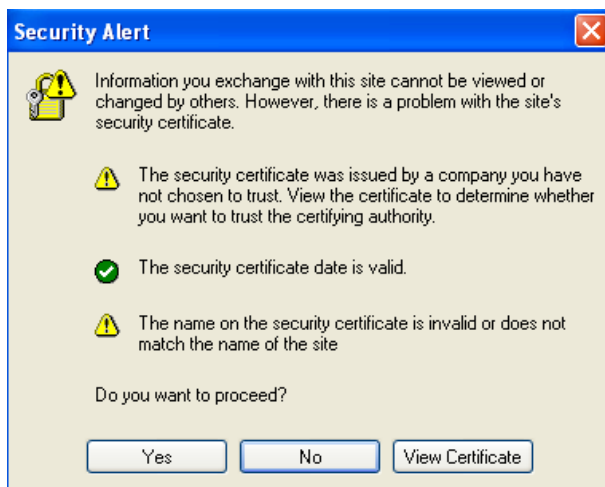 Security Alert
Information you exchange with this site cannot be viewed or
changed by others. However, there is a problem with the site's
security certificate.
The security certificate was issued by a company you have
not chosen to trust. View the certificate to determine whether
you want to trust the certifying authority.
The security certificate date is valid.
The name on the security certificate is invalid or does not
match the name of the site
Do you want to proceed?
Yes No View Certificate